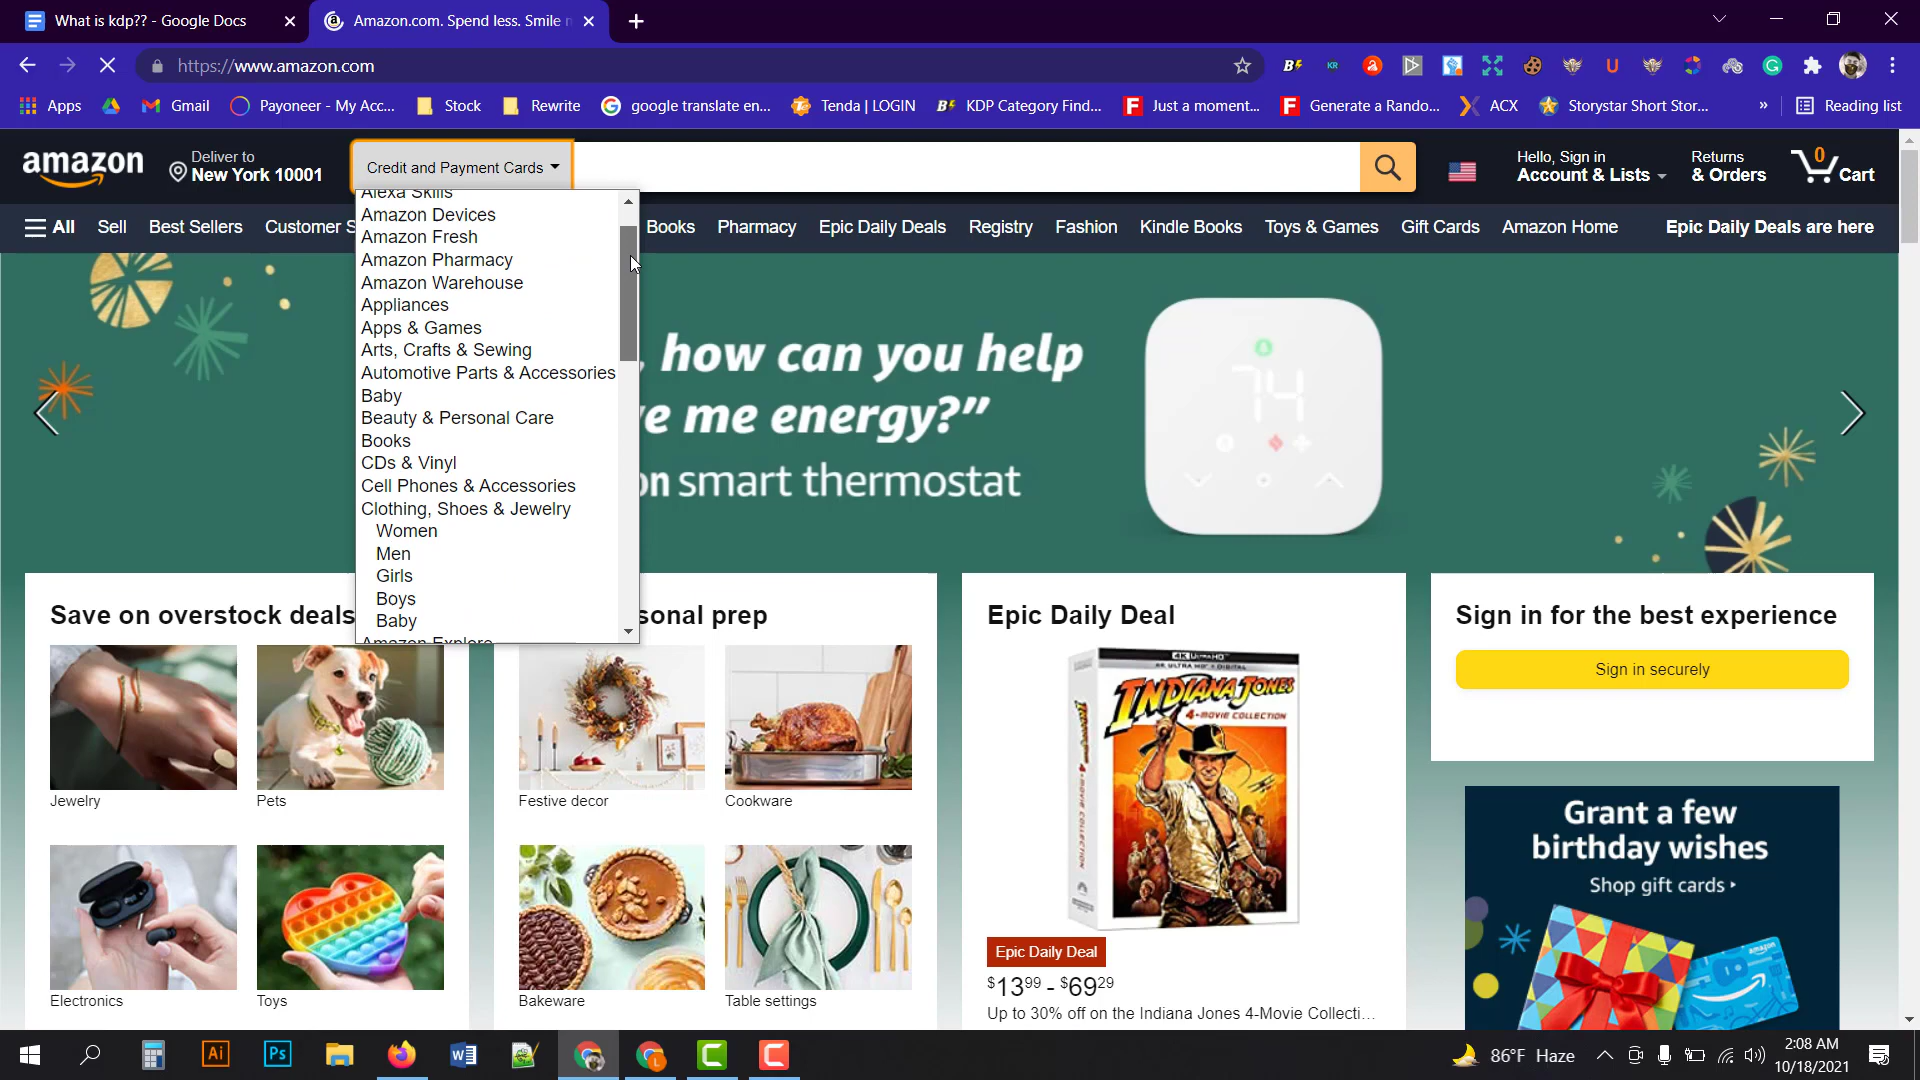 What is kdp?? - Google Docs
Amazon.com. Spend less. Smile
https://www.amazon.com
Apps
Gmail
Payoneer - My Acc...
Stock
Rewrite
google translate en...
Tenda | LOGIN
KDP Category Find...
Just a moment...
Generate a Rando...
ACX
Storystar Short Stor...
»
Reading list
amazon
Deliver to
New York 10001
Credit and Payment Cards
Hello, Sign in
Account & Lists
Returns
& Orders
0
Cart
All
Sell
Best Sellers
Customer S
Books
Pharmacy
Epic Daily Deals
Registry
Fashion
Kindle Books
Toys & Games
Gift Cards
Amazon Home
Epic Daily Deals are here
Alexa Skills
Amazon Devices
Amazon Fresh
Amazon Pharmacy
Amazon Warehouse
Appliances
Apps & Games
Arts, Crafts & Sewing
Automotive Parts & Accessories
Baby
Beauty & Personal Care
Books
CDs & Vinyl
Cell Phones & Accessories
Clothing, Shoes & Jewelry
Women
Men
Girls
Boys
Baby
Amazon Explore
, how can you help
e me energy?”
on smart thermostat
74
Save on overstock deals
Jewelry
Pets
Electronics
Toys
sonal prep
Festive decor
Cookware
Bakeware
Table settings
Epic Daily Deal
4K ULTRA HD
INDIANA JONES
4-MOVIE COLLECTION
Epic Daily Deal
$1399 - $6929
Up to 30% off on the Indiana Jones 4-Movie Collecti...
Sign in for the best experience
Sign in securely
Grant a few
birthday wishes
Shop gift cards
amazon
86°F Haze
2:08 AM
10/18/2021